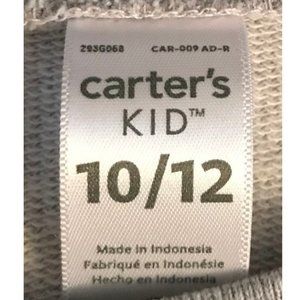 293G068 CAR-009 AD-R
carter's
KID™
10/12
Made in Indonesia
Fabriqué en Indonésie
Hecho en Indonesia